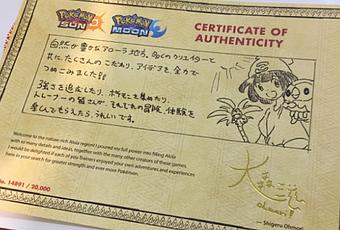 POKÉMON
SUN
POKÉMON
MOON
CERTIFICATE OF
AUTHENTICITY
自然が豊かなアローラ地方。多くのクリエイターと
共に、たくさんのこだわり、アイデアを、全力で
つめこみました!!
強さを追求したり、ポケモンを集めたり、
トレーナーの皆さんが、それぞれの冒険、体験を
楽しんでもらえたら、うれしいです。
Welcome to the nature-rich Alola region! I poured my full power into filling Alola
with so many details and ideas, together with the many other creators of these games.
I would be delighted if each of you Trainers enjoyed your own adventures and experiences
here in your search for greatest strength and ever more Pokémon.
No. 14891 / 20,000
— Shigeru Ohmori